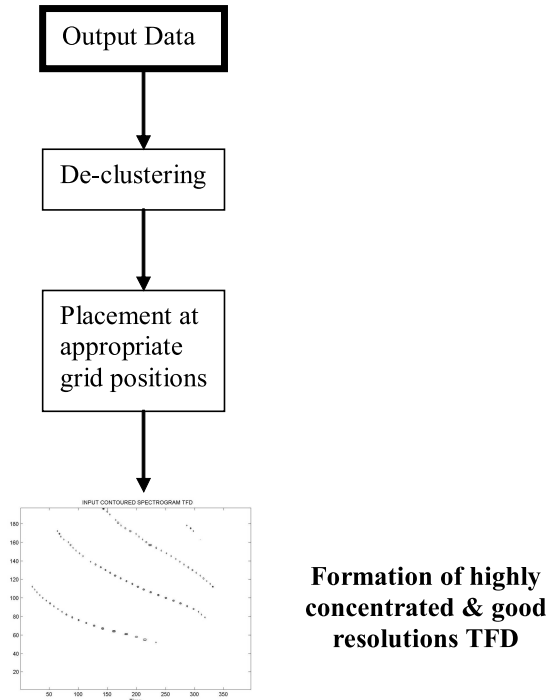 Output Data
De-clustering
Placement at
appropriate
grid positions
INPUT CONTOURED SPECTROGRAM TFD
180
160
140
120
100
80
60
40
20
50 100 150 200 250 300 350
Formation of highly
concentrated & good
resolutions TFD